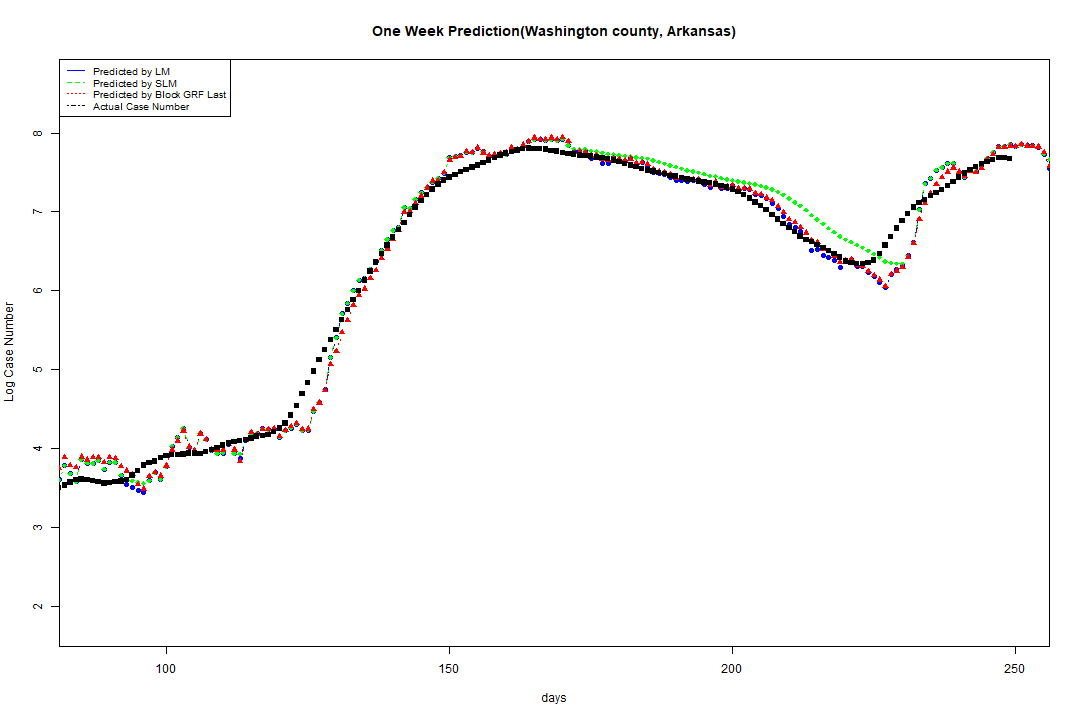 One Week Prediction(Washington county, Arkansas)
Predicted by LM
Predicted by SLM
Predicted by Block GRF Last
Actual Case Number
8
7
6
5
4
3
2
Log Case Number
100 150 200 250
days